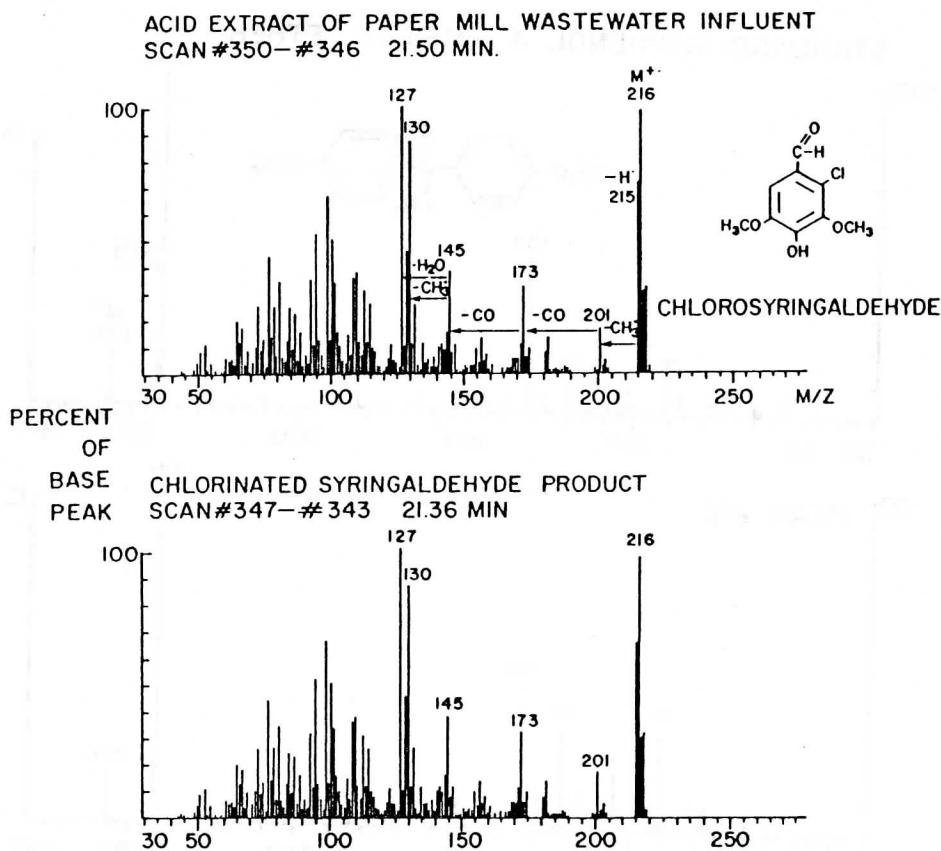 ACID EXTRACT OF PAPER MILL WASTEWATER INFLUENT
SCAN #350—#346 21.50 MIN.
100
127
130
M+·
216
-H·
215
145
-H2O
-CH3
-CO
173
-CO
201
-CH3
O
C-H
Cl
H3CO
OCH3
OH
CHLOROSYRINGALDEHYDE
30 50 100 150 200 250 M/Z
PERCENT
OF
BASE
PEAK
CHLORINATED SYRINGALDEHYDE PRODUCT
SCAN #347—#343 21.36 MIN
100
127
130
216
145
173
201
30 50 100 150 200 250